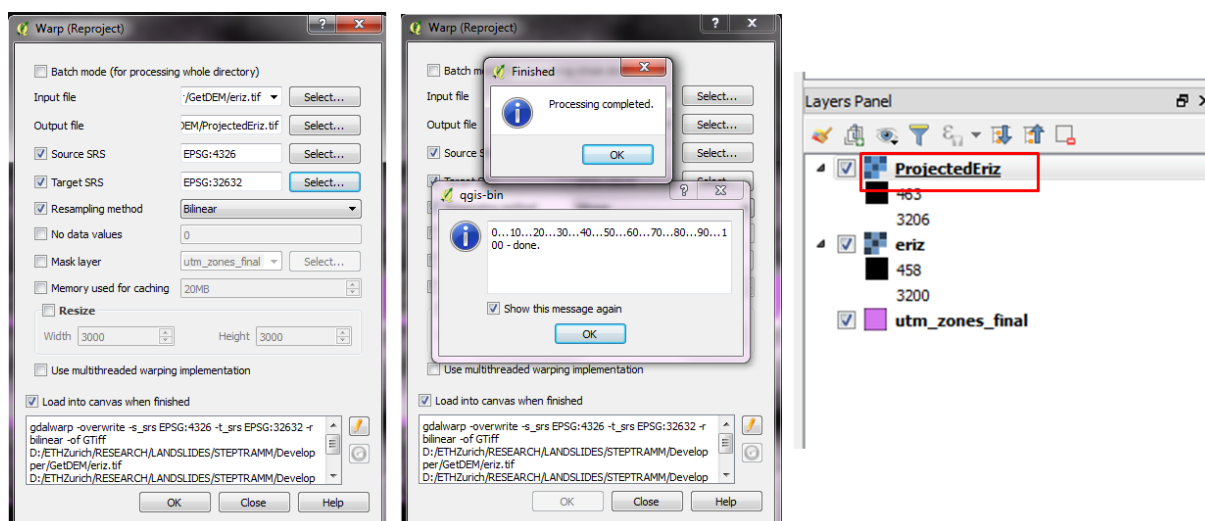 Warp (Reproject)
Batch mode (for processing whole directory)
Input file
'/GetDEM/eriz.tif
Select...
Output file
DEM/ProjectedEriz.tif
Select...
Source SRS
EPSG:4326
Select...
Target SRS
EPSG:32632
Select...
Resampling method
Bilinear
No data values
0
Mask layer
utm_zones_final
Select...
Memory used for caching
20MB
Resize
Width
3000
Height
3000
Use multithreaded warping implementation
Load into canvas when finished
gdalwarp -overwrite -s_srs EPSG:4326 -t_srs EPSG:32632 -r
bilinear -of GTiff
D:/ETHZurich/RESEARCH/LANDSLIDES/STEPTRAMM/Develop
per/GetDEM/eriz.tif
D:/ETHZurich/RESEARCH/LANDSLIDES/STEPTRAMM/Develop
OK
Close
Help
Warp (Reproject)
Batch m
Finished
Processing completed.
OK
Input file
Select...
Output file
Select...
Source S
Select...
qgis-bin
0...10...20...30...40...50...60...70...80...90...1
00 - done.
Show this message again
OK
Use multithreaded warping implementation
Load into canvas when finished
gdalwarp -overwrite -s_srs EPSG:4326 -t_srs EPSG:32632 -r
bilinear -of GTiff
D:/ETHZurich/RESEARCH/LANDSLIDES/STEPTRAMM/Develop
per/GetDEM/eriz.tif
D:/ETHZurich/RESEARCH/LANDSLIDES/STEPTRAMM/Develop
OK
Close
Help
Layers Panel
ProjectedEriz
463
3206
eriz
458
3200
utm_zones_final